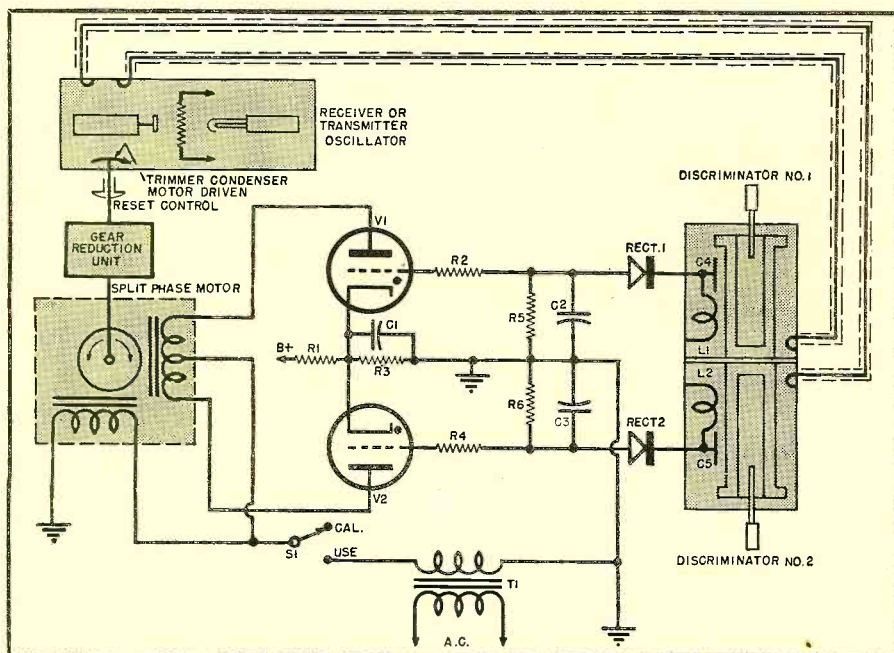 RECEIVER OR
TRANSMITTER
OSCILLATOR
TRIMMER CONDENSER
MOTOR DRIVEN
RESET CONTROL
GEAR
REDUCTION
UNIT
SPLIT PHASE MOTOR
V1
R2
RECT.1
DISCRIMINATOR NO.1
C4
C1
R5
C2
B+
R1
R3
L1
L2
R6
C3
R4
RECT2
C5
V2
CAL.
S1
USE
T1
A.C.
DISCRIMINATOR NO.2